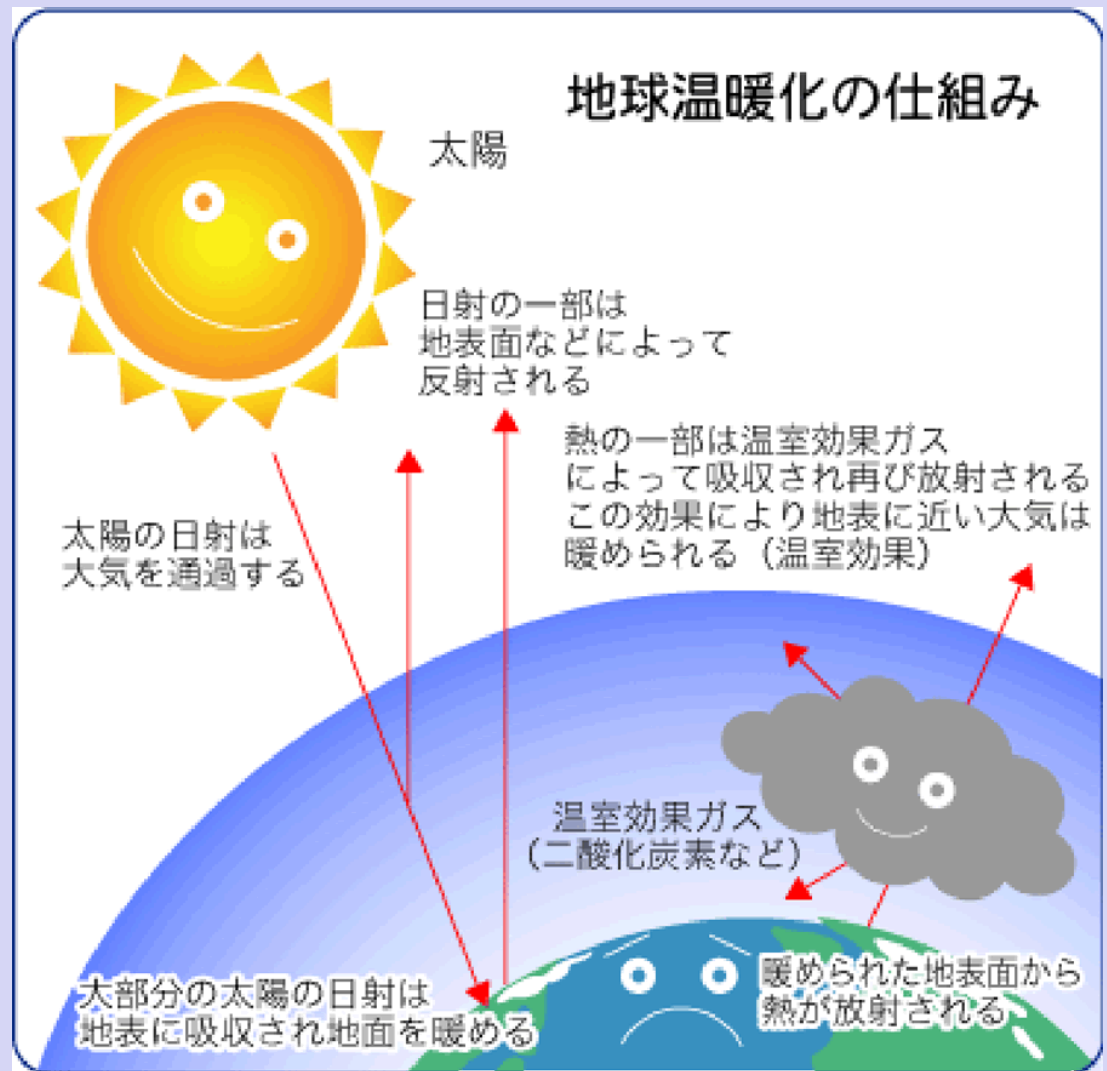 地球温暖化の仕組み
太陽
日射の一部は
地表面などによって
反射される
熱の一部は温室効果ガス
によって吸収され再び放射される
この効果により地表に近い大気は
暖められる（温室効果）
太陽の日射は
大気を通過する
温室効果ガス
（二酸化炭素など）
大部分の太陽の日射は
地表に吸収され地面を暖める
暖められた地表面から
熱が放射される